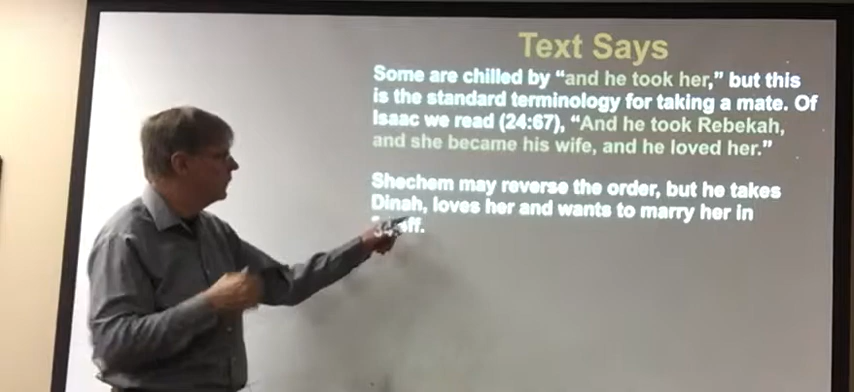 Text Says
Some are chilled by “and he took her,” but this
is the standard terminology for taking a mate. Of
Isaac we read (24:67), “And he took Rebekah,
and she became his wife, and he loved her.”
Shechem may reverse the order, but he takes
Dinah, loves her and wants to marry her in